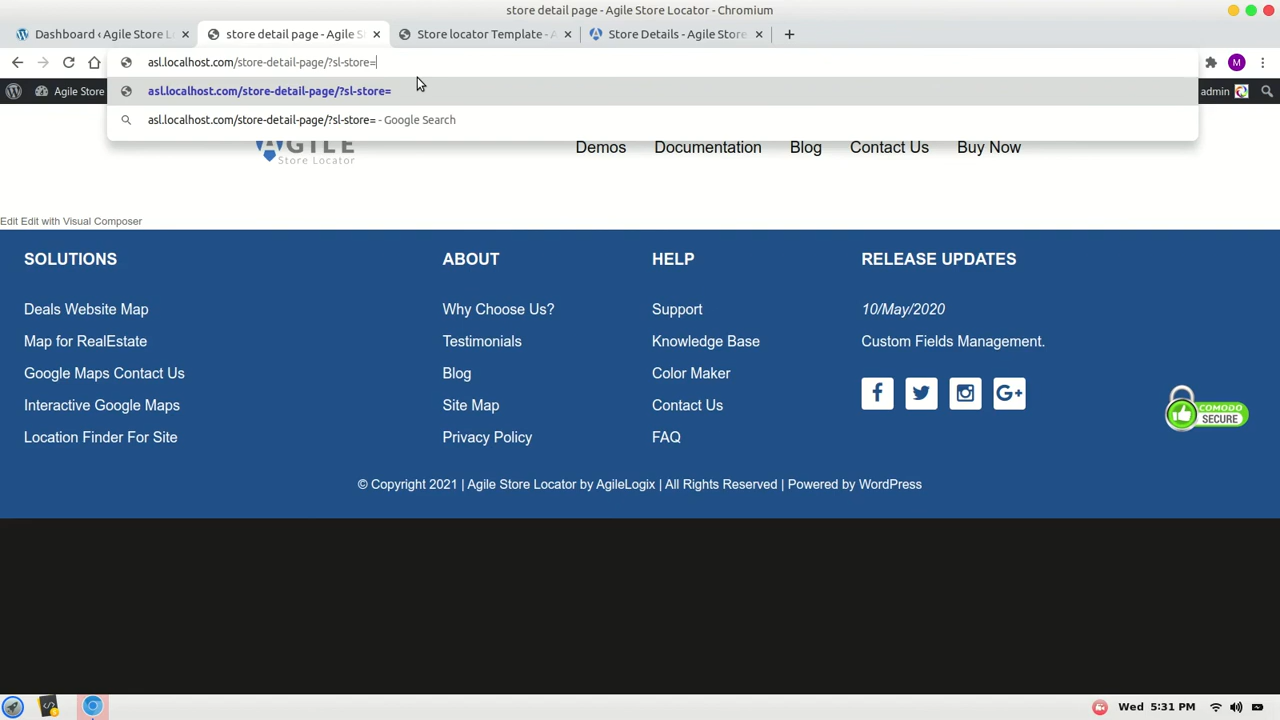 store detail page - Agile Store Locator - Chromium
Dashboard ‹ Agile Store L
store detail page - Agile S
Store locator Template - A
Store Details - Agile Store
asl.localhost.com/store-detail-page/?sl-store=
M
Agile Store
asl.localhost.com/store-detail-page/?sl-store=
admin
asl.localhost.com/store-detail-page/?sl-store= - Google Search
AGILE
Store Locator
Demos
Documentation
Blog
Contact Us
Buy Now
Edit Edit with Visual Composer
SOLUTIONS
Deals Website Map
Map for RealEstate
Google Maps Contact Us
Interactive Google Maps
Location Finder For Site
ABOUT
Why Choose Us?
Testimonials
Blog
Site Map
Privacy Policy
HELP
Support
Knowledge Base
Color Maker
Contact Us
FAQ
RELEASE UPDATES
10/May/2020
Custom Fields Management.
COMODO
SECURE
© Copyright 2021 | Agile Store Locator by AgileLogix | All Rights Reserved | Powered by WordPress
Wed 5:31 PM